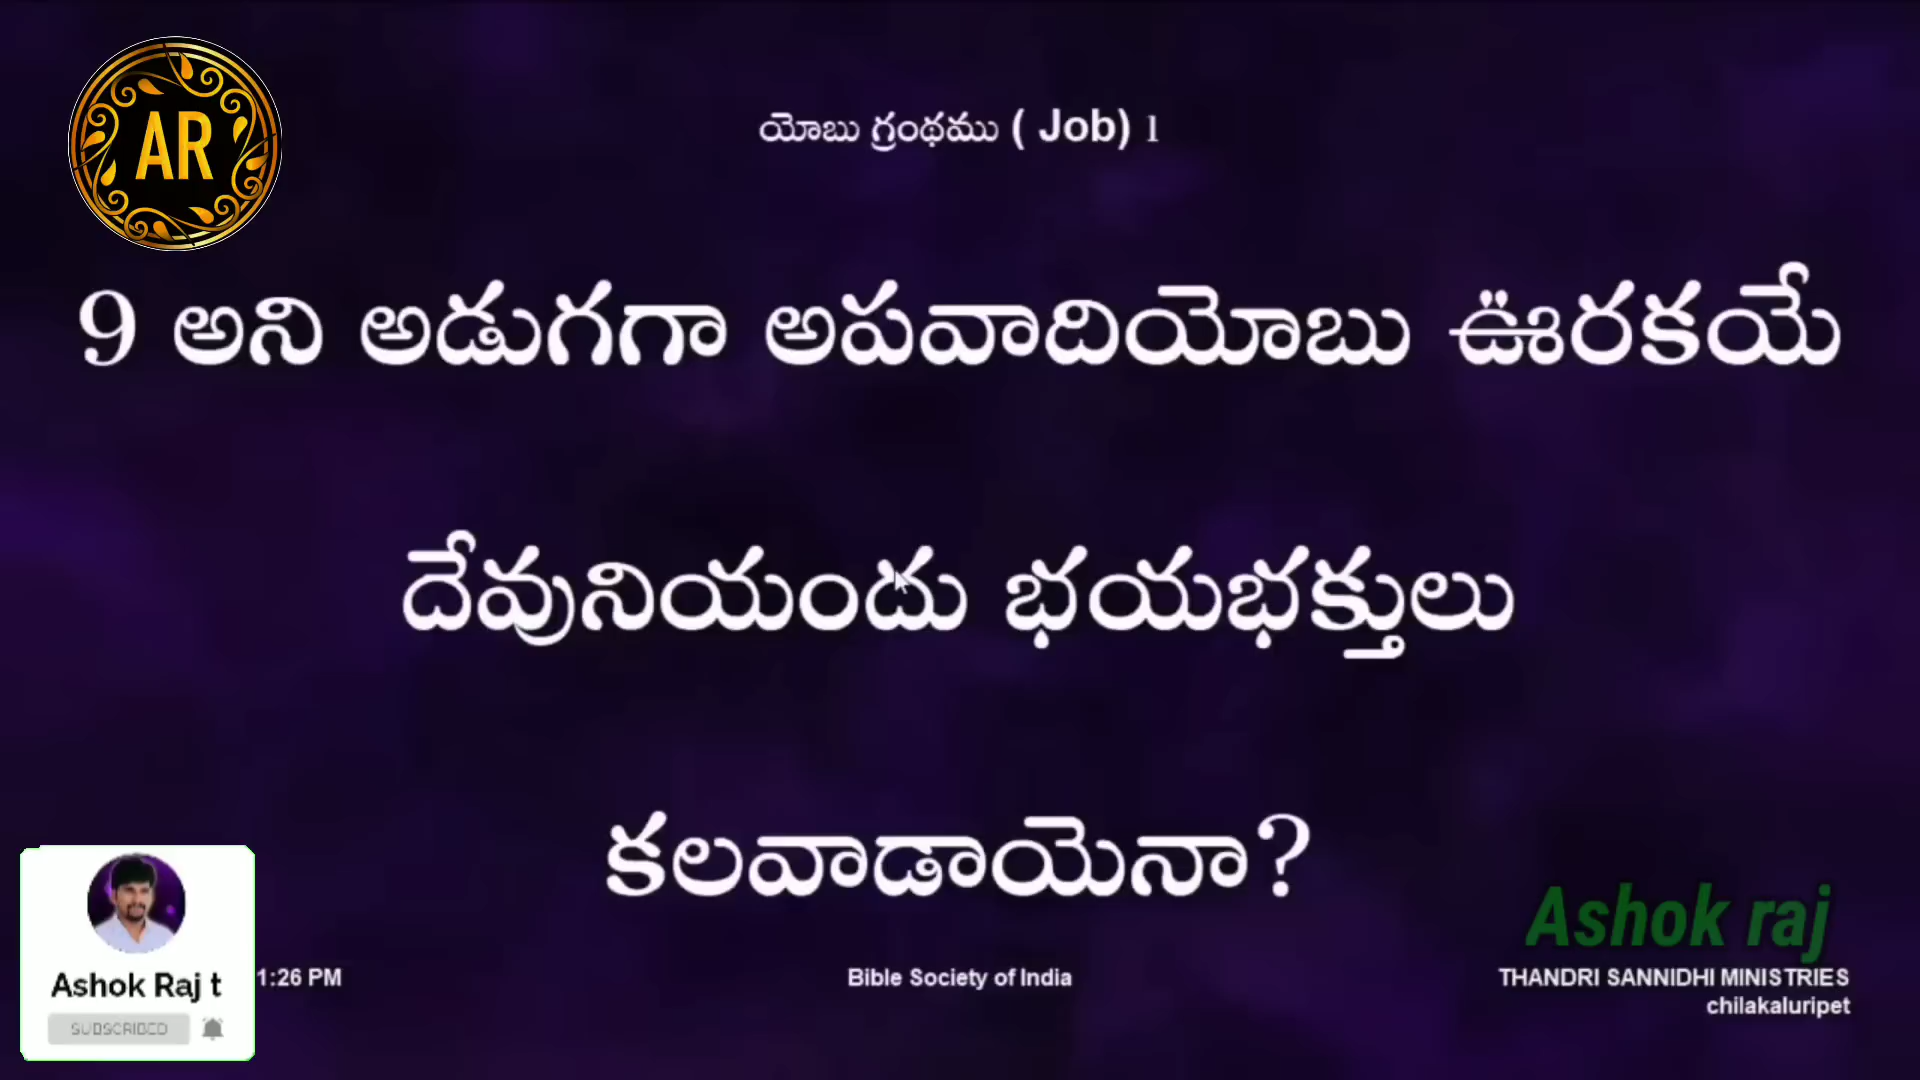 AR
యోబు గ్రంథము ( Job) 1
9 అని అడుగగా అపవాదియోబు ఊరకయే
దేవునియందు భయభక్తులు
కలవాడాయెనా?
Ashok raj
Ashok Raj t
SUBSCRIBED
1:26 PM
Bible Society of India
THANDRI SANNIDHI MINISTRIES
chilakaluripet